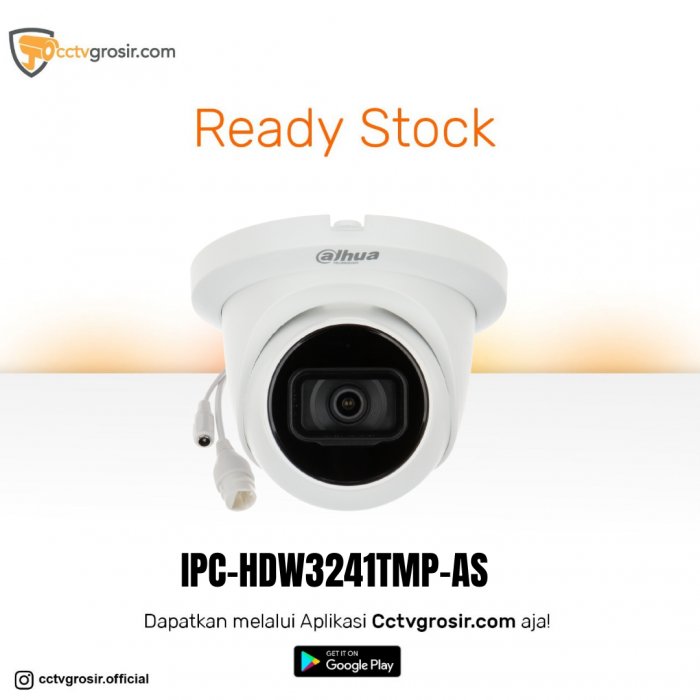 cctvgrosir.com
Ready Stock
alhua
IPC-HDW3241TMP-AS
Dapatkan melalui Aplikasi Cctvgrosir.com aja!
GET IT ON
Google Play
cctvgrosir.official